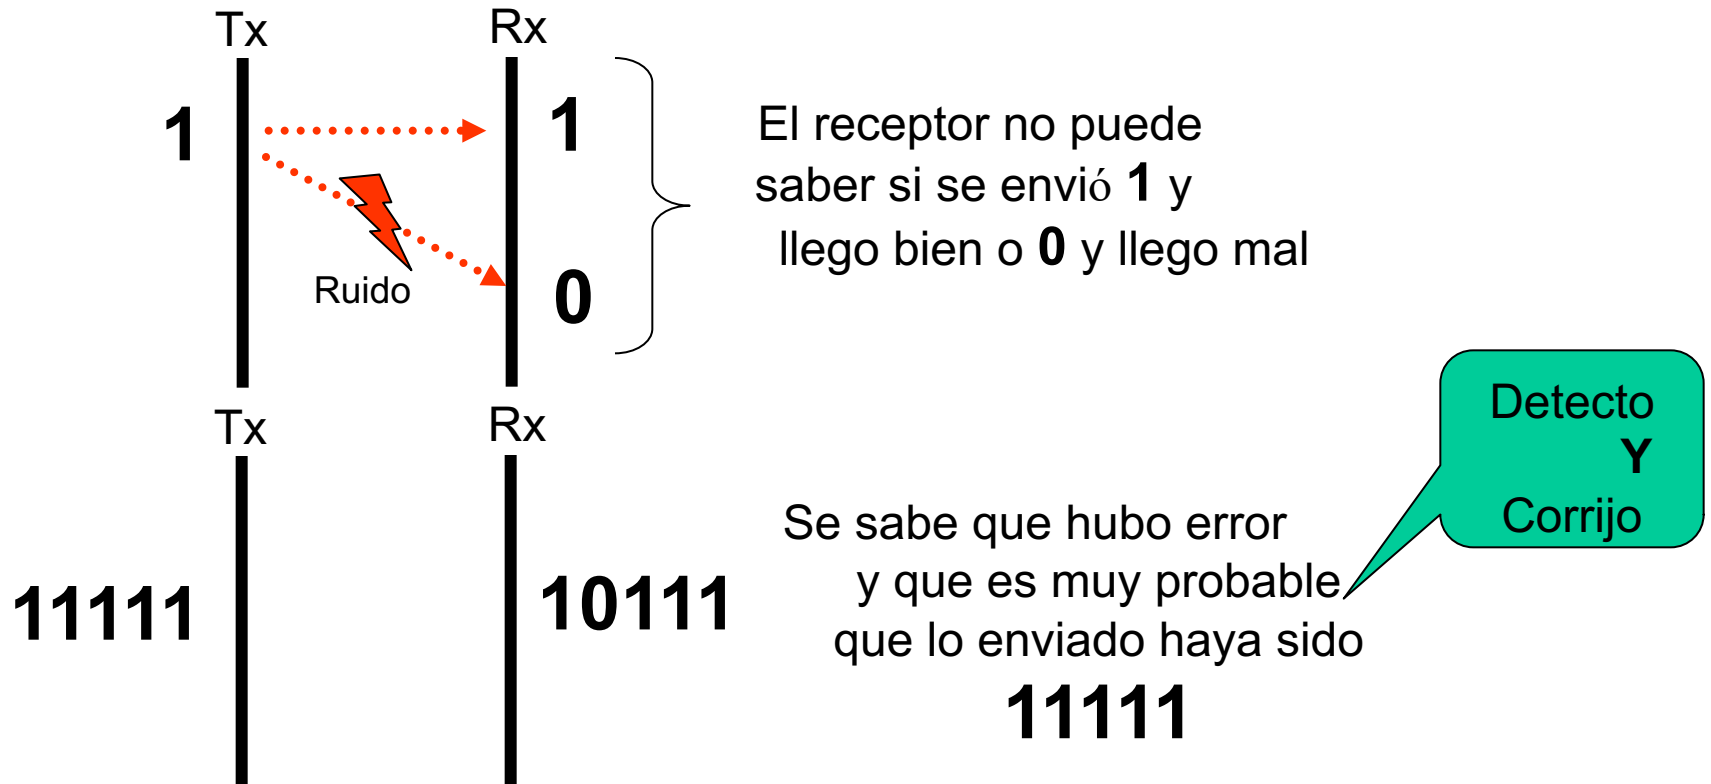 Tx Rx
1 1
El receptor no puede
saber si se envió 1 y
llego bien o 0 y llego mal
Ruido
0
Tx Rx
Detecto
Y
Corrijo
Se sabe que hubo error
y que es muy probable
que lo enviado haya sido
11111
11111 10111